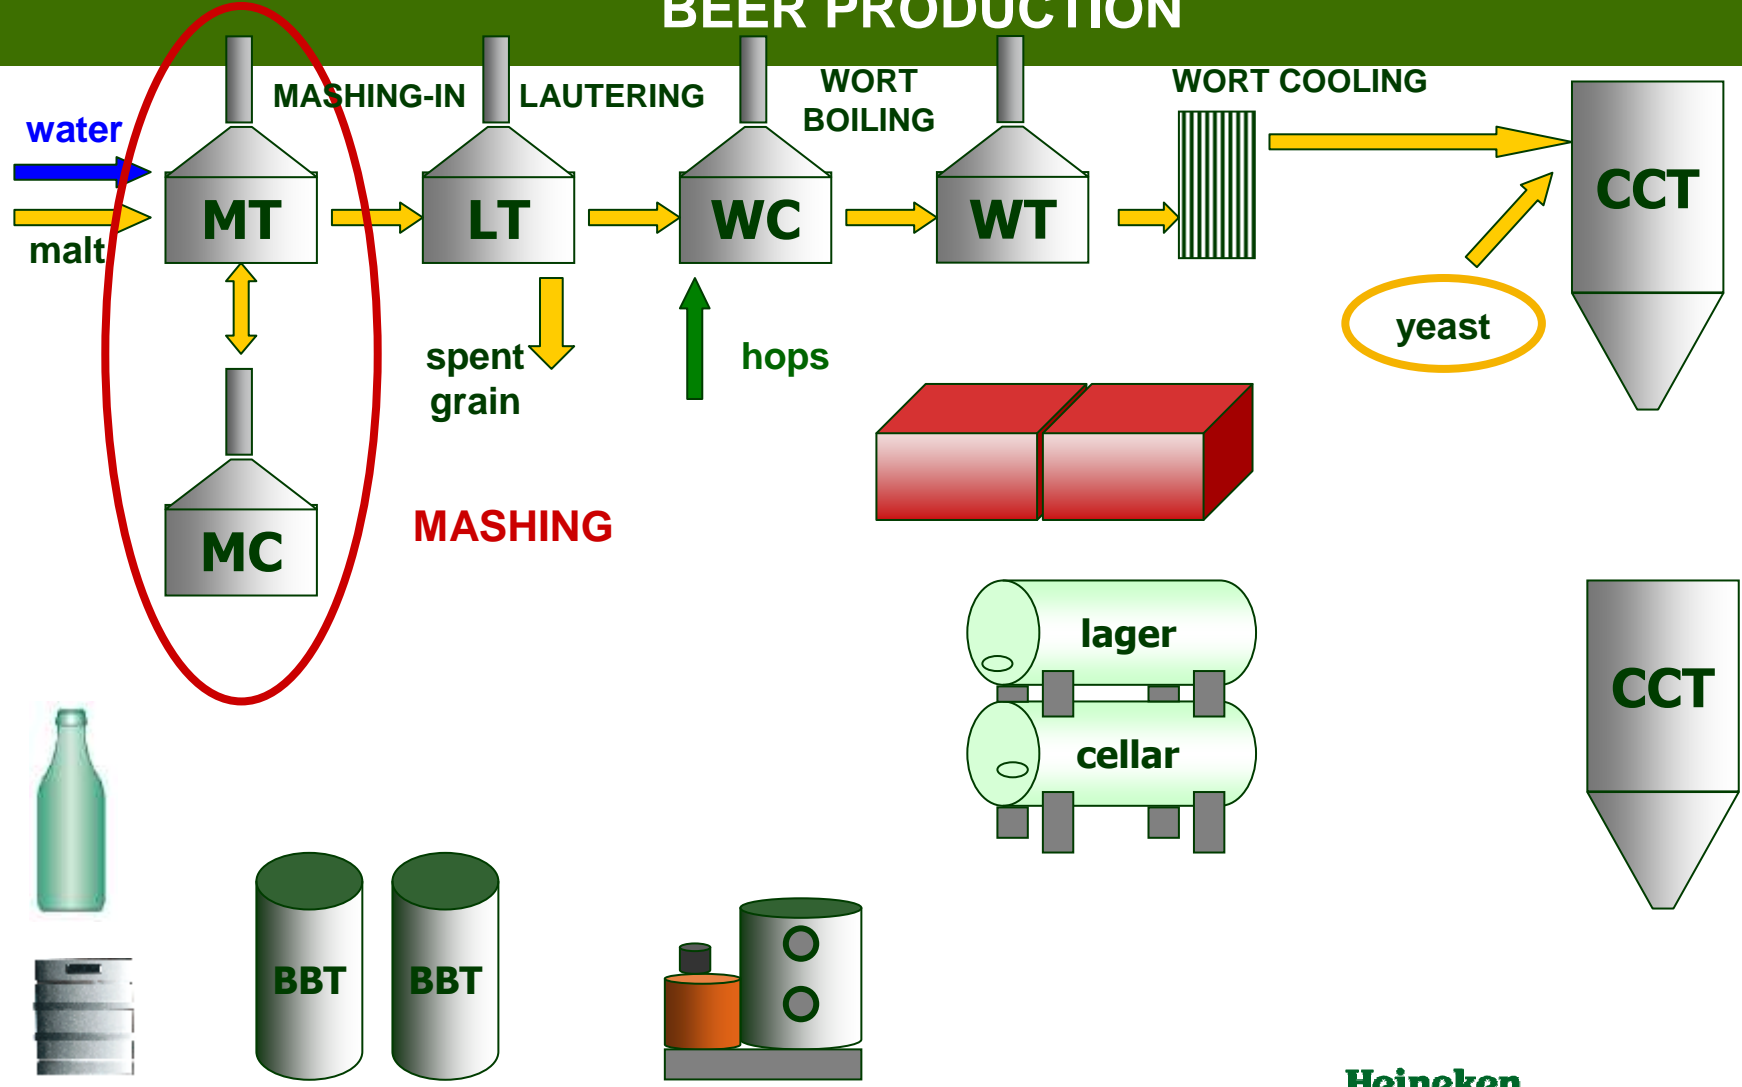 BEER PRODUCTION
MASHING-IN
LAUTERING
WORT
BOILING
WORT COOLING
water
malt
MT
LT
WC
WT
CCT
spent
grain
hops
yeast
MC
MASHING
lager
cellar
CCT
BBT
BBT
Heineken